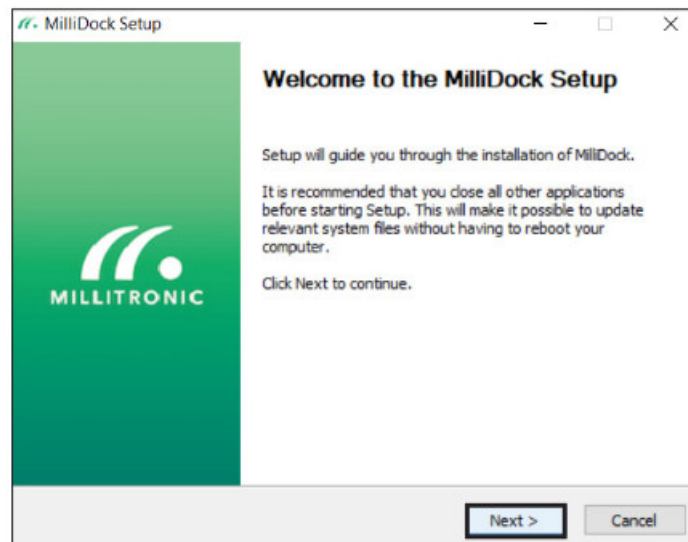 MilliDock Setup
Welcome to the MilliDock Setup
Setup will guide you through the installation of MilliDock.
It is recommended that you close all other applications
before starting Setup. This will make it possible to update
relevant system files without having to reboot your
computer.
Click Next to continue.
MILLITRONIC
Next >
Cancel